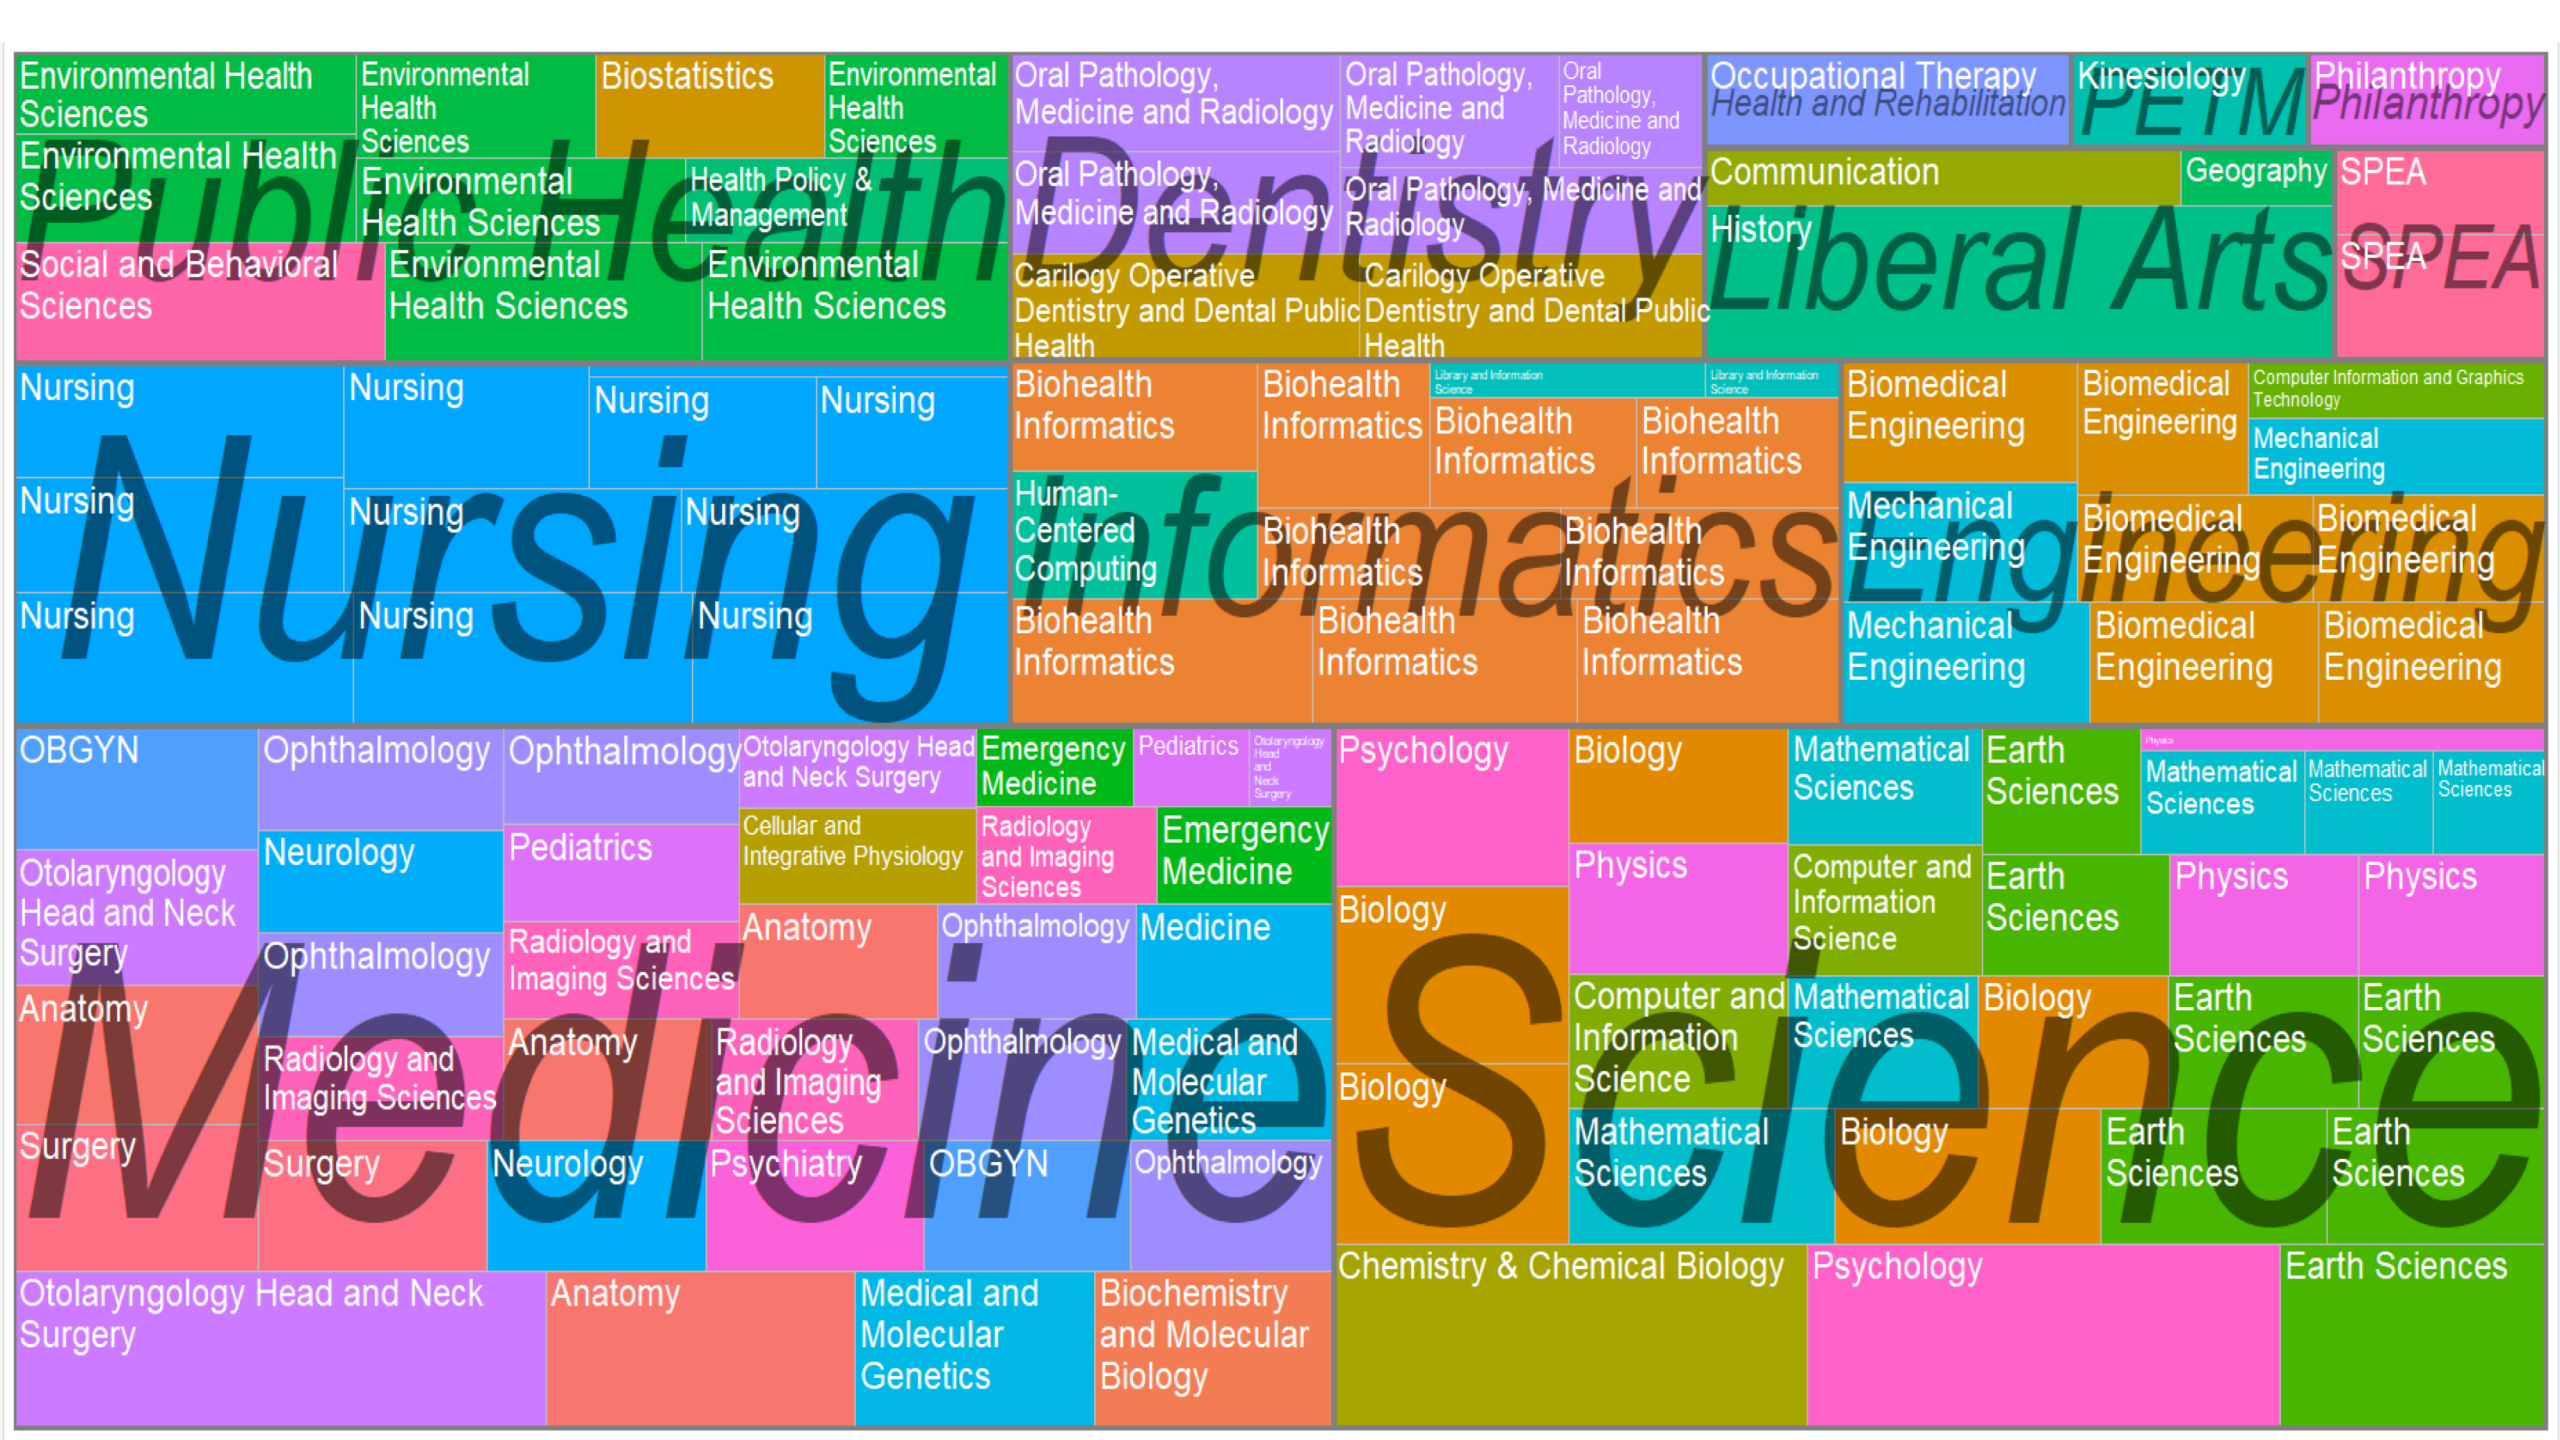 Environmental Health
Sciences
Environmental
Health
Sciences
Biostatistics
Environmental
Health
Sciences
Environmental Health
Sciences
Environmental
Health Sciences
Health Policy &
Management
Social and Behavioral
Sciences
Environmental
Health Sciences
Environmental
Health Sciences
Public Health
Oral Pathology,
Medicine and Radiology
Oral Pathology,
Medicine and
Radiology
Oral
Pathology,
Medicine and
Radiology
Oral Pathology,
Medicine and Radiology
Oral Pathology, Medicine and
Radiology
Carilogy Operative
Dentistry and Dental Public
Health
Carilogy Operative
Dentistry and Dental Public
Health
Dentistry
Occupational Therapy
Health and Rehabilitation
Kinesiology
PETM
Philanthropy
Philanthropy
Communication
Geography
History
Liberal Arts
SPEA
SPEA
SPEA
Nursing
Nursing
Nursing
Nursing
Nursing
Nursing
Nursing
Nursing
Nursing
Nursing
Nursing
Biohealth
Informatics
Biohealth
Informatics
Library and Information
Science
Library and Information
Science
Biohealth
Informatics
Biohealth
Informatics
Human-
Centered
Computing
Biohealth
Informatics
Biohealth
Informatics
Biohealth
Informatics
Biohealth
Informatics
Biohealth
Informatics
Informatics
Biomedical
Engineering
Biomedical
Engineering
Computer Information and Graphics
Technology
Mechanical
Engineering
Mechanical
Engineering
Biomedical
Engineering
Biomedical
Engineering
Mechanical
Engineering
Biomedical
Engineering
Biomedical
Engineering
Engineering
OBGYN
Ophthalmology
Ophthalmology
Otolaryngology Head
and Neck Surgery
Emergency
Medicine
Pediatrics
Otolaryngology
Head
and
Neck
Surgery
Cellular and
Integrative Physiology
Radiology
and Imaging
Sciences
Emergency
Medicine
Neurology
Pediatrics
Otolaryngology
Head and Neck
Surgery
Ophthalmology
Radiology and
Imaging Sciences
Anatomy
Ophthalmology
Medicine
Anatomy
Radiology and
Imaging Sciences
Anatomy
Radiology
and Imaging
Sciences
Ophthalmology
Medical and
Molecular
Genetics
Surgery
Surgery
Neurology
Psychiatry
OBGYN
Ophthalmology
Otolaryngology Head and Neck
Surgery
Anatomy
Medical and
Molecular
Genetics
Biochemistry
and Molecular
Biology
Medicine
Psychology
Biology
Mathematical
Sciences
Earth
Sciences
Physics
Mathematical
Sciences
Mathematical
Sciences
Mathematical
Sciences
Physics
Computer and
Information
Science
Earth
Sciences
Physics
Physics
Biology
Computer and
Information
Science
Mathematical
Sciences
Biology
Earth
Sciences
Earth
Sciences
Biology
Mathematical
Sciences
Biology
Earth
Sciences
Earth
Sciences
Chemistry & Chemical Biology
Psychology
Earth Sciences
Science